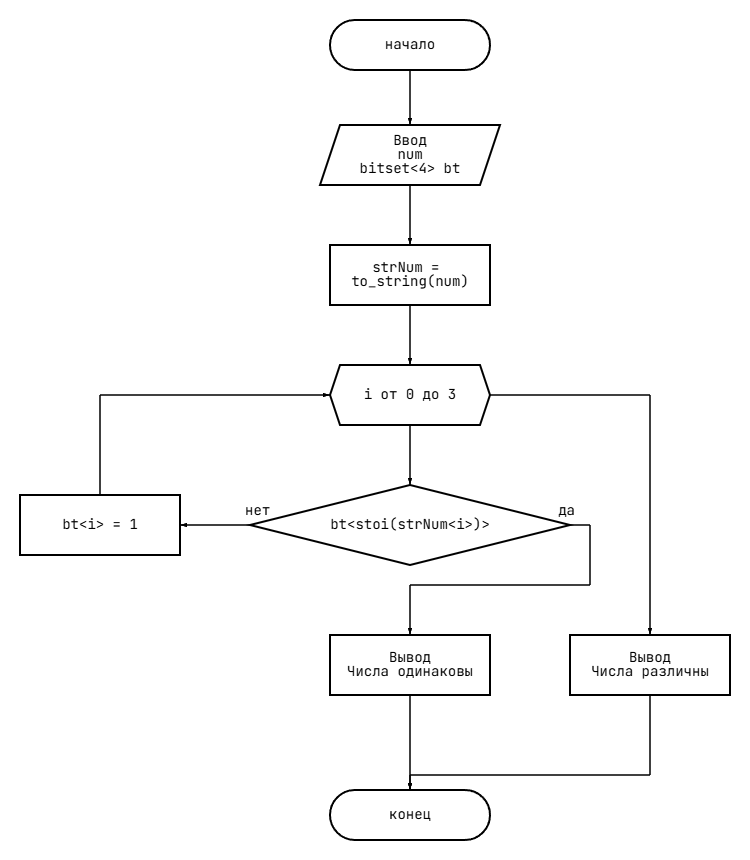 начало
Ввод
num
bitset<4> bt
strNum =
to_string(num)
i от 0 до 3
нет
да
bt<i> = 1
bt<stoi(strNum<i>)>
Вывод
Числа одинаковы
Вывод
Числа различны
конец